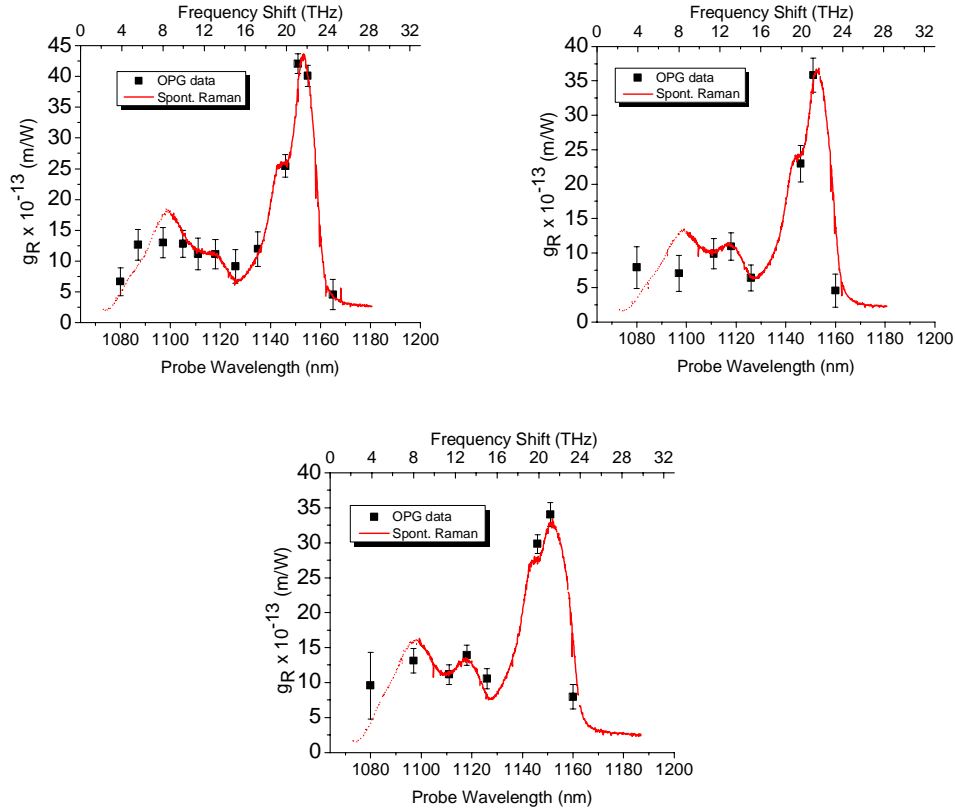 Frequency Shift (THz)
0 4 8 12 16 20 24 28 32
45
40
35
30
25
20
15
10
5
0
g_R x 10^-13 (m/W)
OPG data
Spont. Raman
1080 1100 1120 1140 1160 1180 1200
Probe Wavelength (nm)
Frequency Shift (THz)
0 4 8 12 16 20 24 28 32
40
35
30
25
20
15
10
5
0
g_R x 10^-13 (m/W)
OPG data
Spont. Raman
1080 1100 1120 1140 1160 1180 1200
Probe Wavelength (nm)
Frequency Shift (THz)
0 4 8 12 16 20 24 28 32
40
35
30
25
20
15
10
5
0
g_R x 10^-13 (m/W)
OPG data
Spont. Raman
1080 1100 1120 1140 1160 1180 1200
Probe Wavelength (nm)